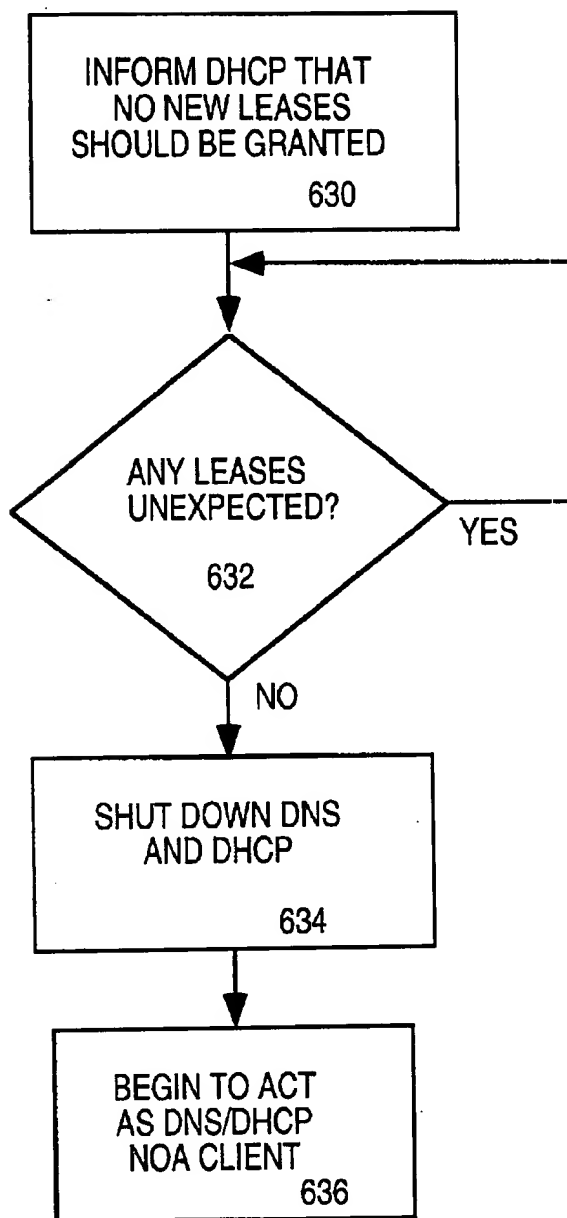 INFORM DHCP THAT
NO NEW LEASES
SHOULD BE GRANTED
630
ANY LEASES
UNEXPECTED?
632
YES
NO
SHUT DOWN DNS
AND DHCP
634
BEGIN TO ACT
AS DNS/DHCP
NOA CLIENT
636